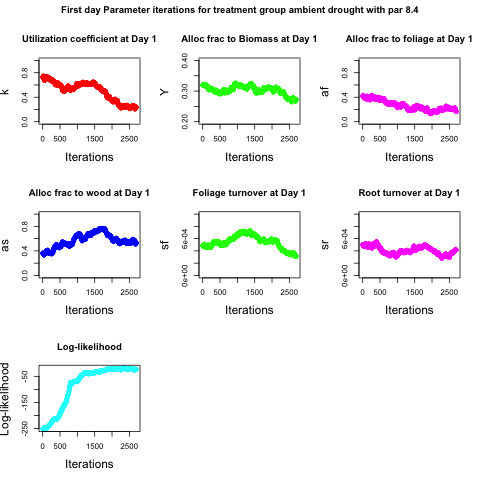 First day Parameter iterations for treatment group ambient drought with par 8.4
Utilization coefficient at Day 1
k
0.0 0.4 0.8
0 500 1500 2500
Iterations
Alloc frac to Biomass at Day 1
Y
0.20 0.30 0.40
0 500 1500 2500
Iterations
Alloc frac to foliage at Day 1
af
0.0 0.4 0.8
0 500 1500 2500
Iterations
Alloc frac to wood at Day 1
as
0.0 0.4 0.8
0 500 1500 2500
Iterations
Foliage turnover at Day 1
sf
0e+00 6e-04
0 500 1500 2500
Iterations
Root turnover at Day 1
sr
0e+00 6e-04
0 500 1500 2500
Iterations
Log-likelihood
Log-likelihood
-250 -150 -50
0 500 1500 2500
Iterations